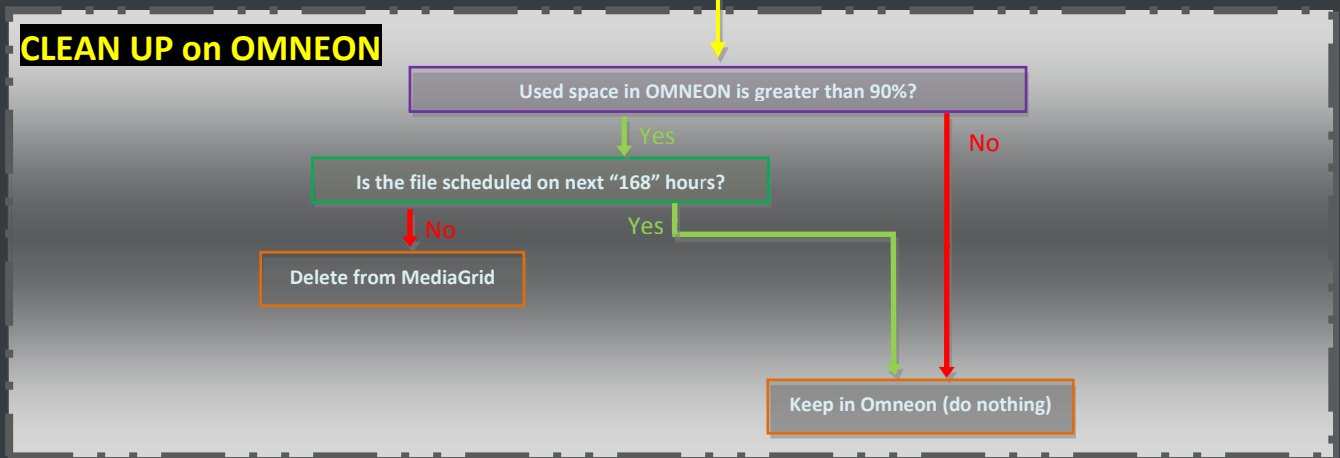 CLEAN UP on OMNEON
Used space in OMNEON is greater than 90%?
Yes
No
Is the file scheduled on next “168” hours?
No
Yes
Delete from MediaGrid
Keep in Omneon (do nothing)